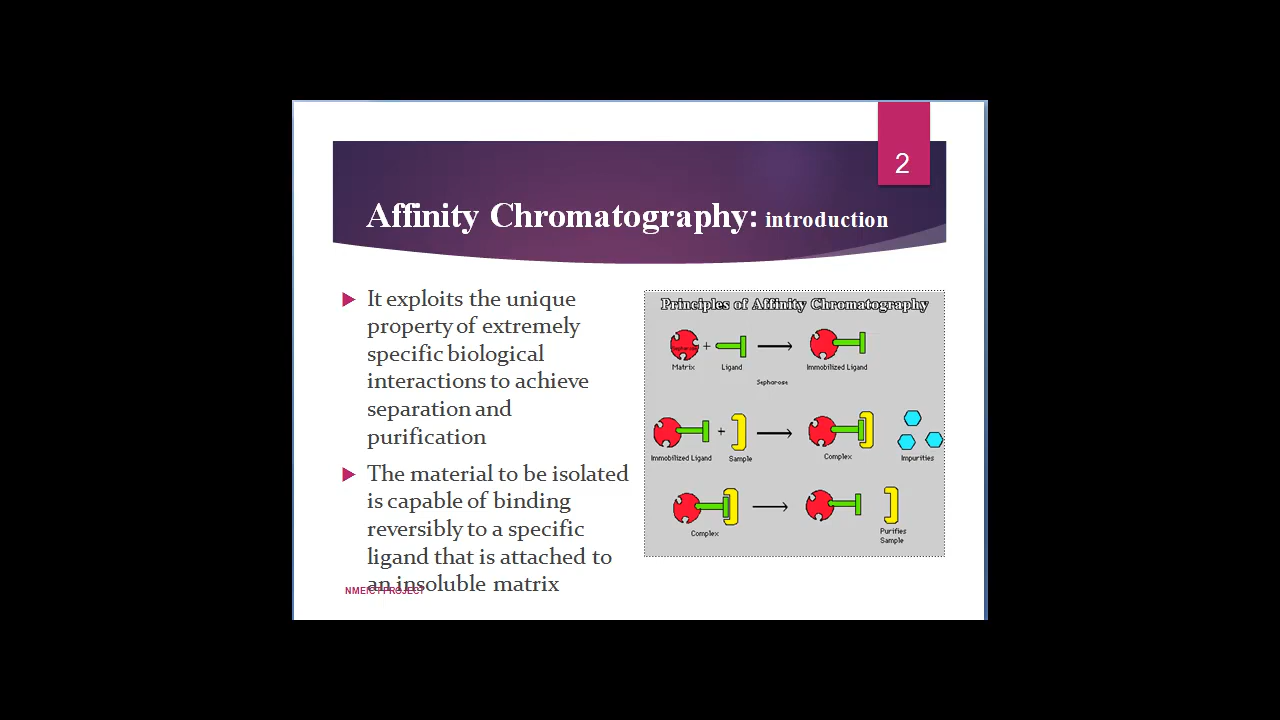 2
Affinity Chromatography: introduction
It exploits the unique
property of extremely
specific biological
interactions to achieve
separation and
purification
The material to be isolated
is capable of binding
reversibly to a specific
ligand that is attached to
an insoluble matrix
NMEICT PROJECT
Principles of Affinity Chromatography
Sepharose
+
Matrix
Ligand
Immobilized Ligand
Sepharose
+
Immobilized Ligand
Sample
Complex
Impurities
Complex
Purifies
Sample